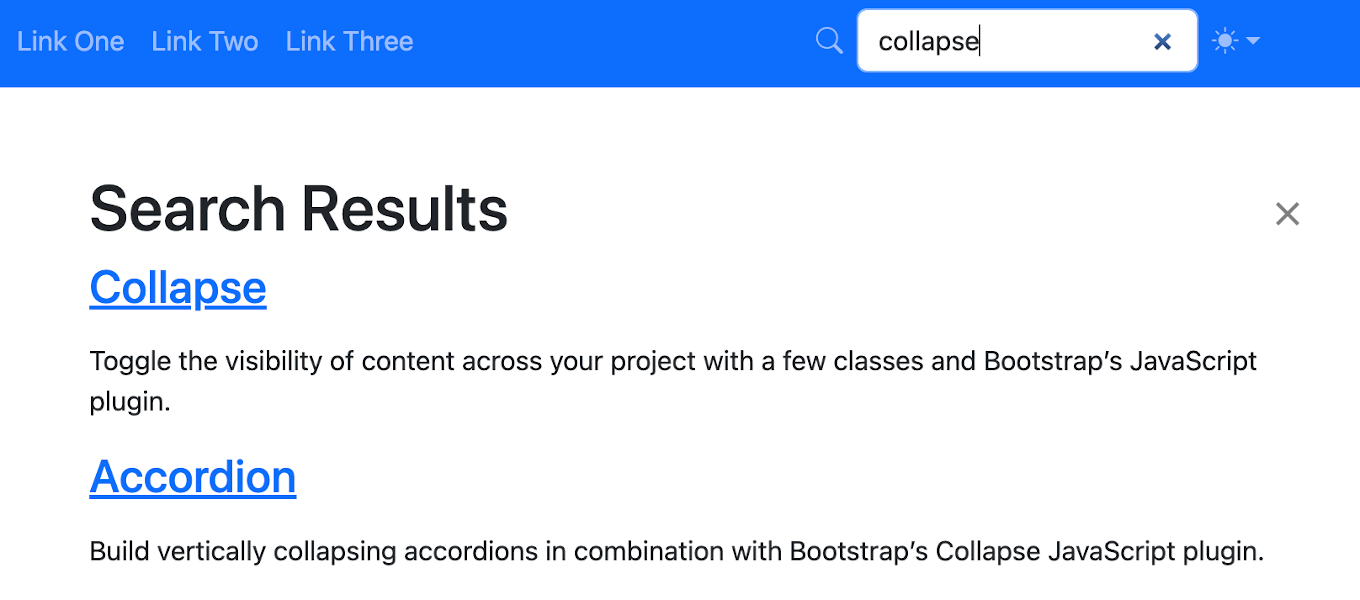 Link One Link Two Link Three collapse
Search Results
Collapse
Toggle the visibility of content across your project with a few classes and Bootstrap’s JavaScript
plugin.
Accordion
Build vertically collapsing accordions in combination with Bootstrap’s Collapse JavaScript plugin.